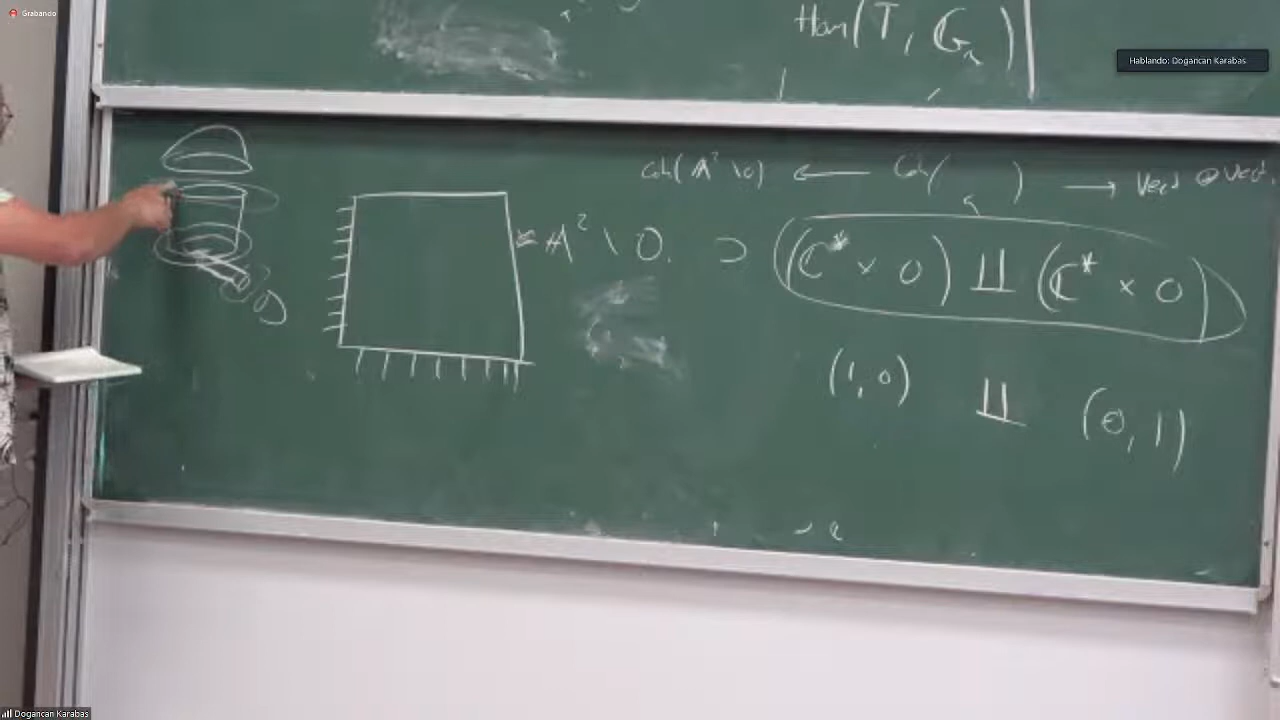 Grabando
Hom(T, G
Hablando: Dogancan Karabas
Coh(A² \ 0) ← Coh( ) → Vect ⊕ Vect.
≈ A² \ 0. ⊃ (ℂ* × 0) ⨿ (ℂ* × 0)
(1, 0) ⨿ (0, 1)
Dogancan Karabas